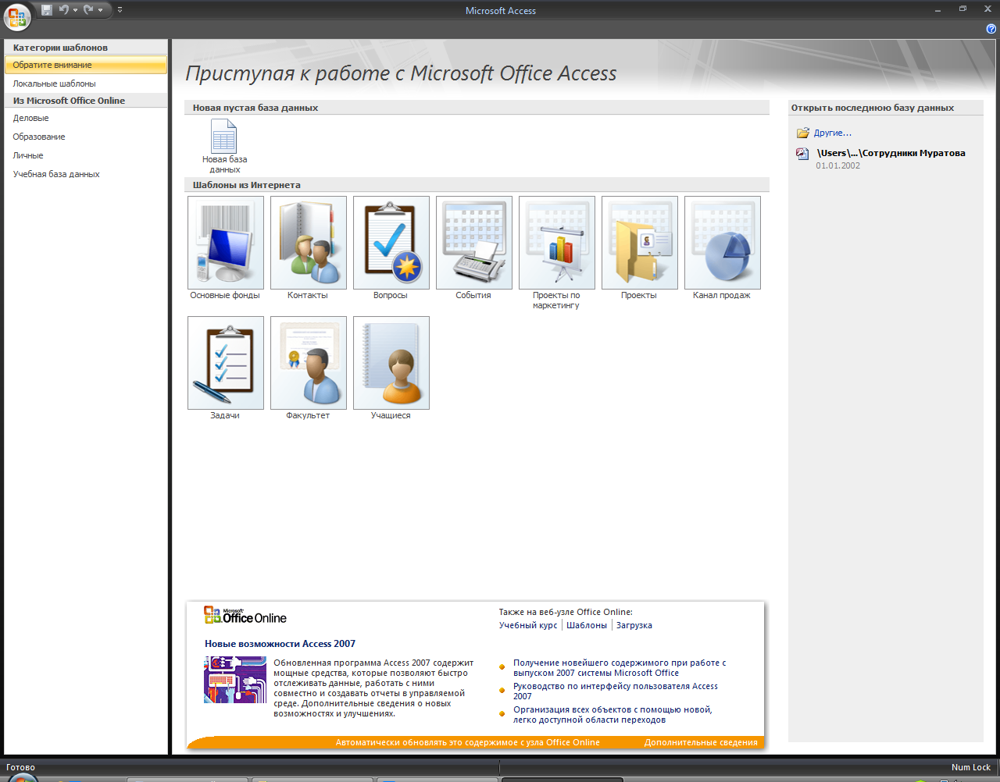 Microsoft Access
Категории шаблонов
Обратите внимание
Локальные шаблоны
Из Microsoft Office Online
Деловые
Образование
Личные
Учебная база данных
Приступая к работе с Microsoft Office Access
Новая пустая база данных
Новая база
данных
Шаблоны из Интернета
Основные фонды
Контакты
Вопросы
События
Проекты по
маркетингу
Проекты
Канал продаж
Задачи
Факультет
Учащиеся
Открыть последнюю базу данных
Другие...
\Users\...\Сотрудники Муратова
01.01.2002
Microsoft
Office Online
Также на веб-узле Office Online:
Учебный курс | Шаблоны | Загрузка
Новые возможности Access 2007
Обновленная программа Access 2007 содержит
мощные средства, которые позволяют быстро
отслеживать данные, работать с ними
совместно и создавать отчеты в управляемой
среде. Дополнительные сведения о новых
возможностях и улучшениях.
Получение новейшего содержимого при работе с
выпуском 2007 системы Microsoft Office
Руководство по интерфейсу пользователя Access
2007
Организация всех объектов с помощью новой,
легко доступной области переходов
Автоматически обновлять это содержимое с узла Office Online
Дополнительные сведения
Готово
Num Lock